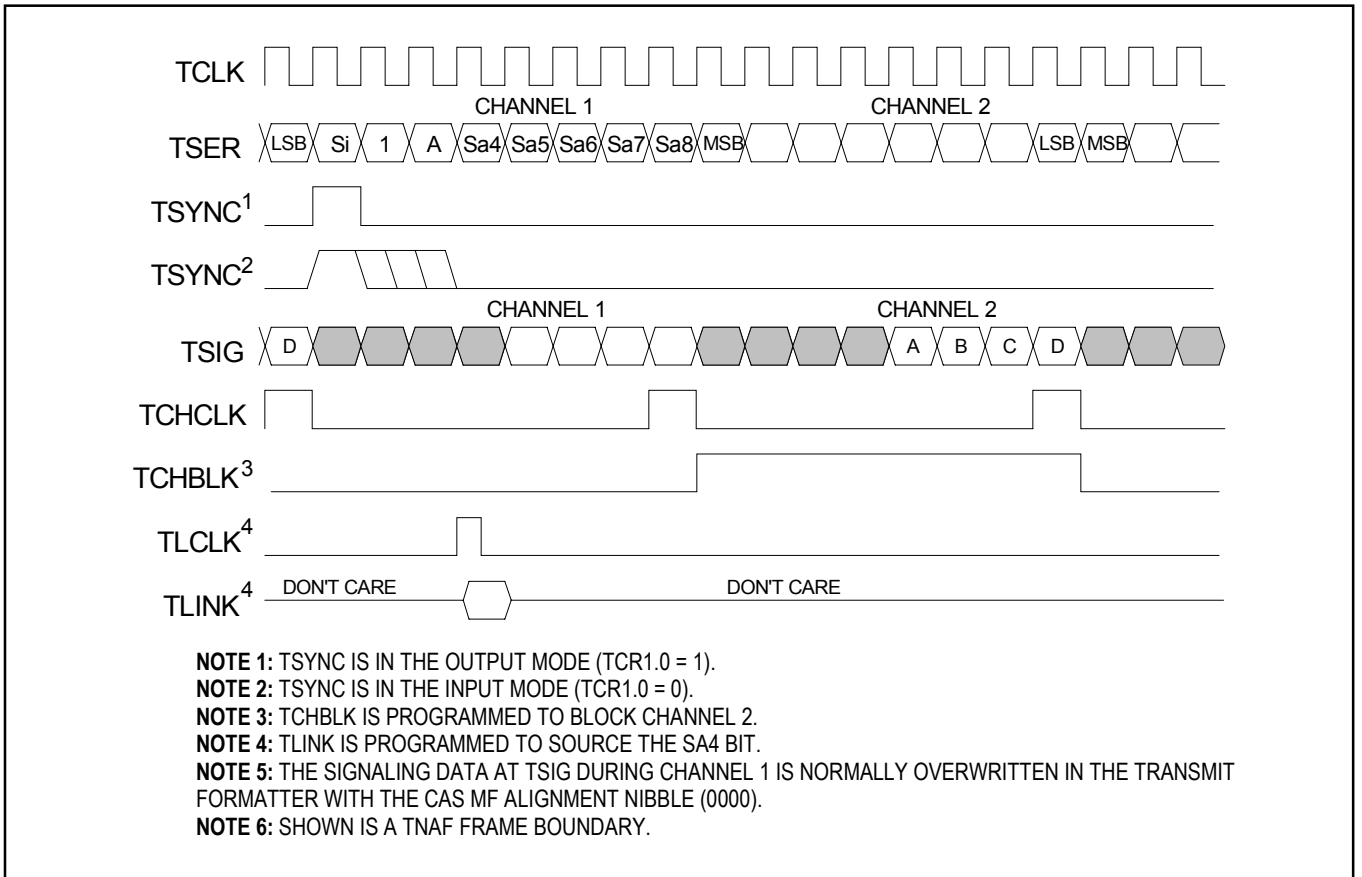 TCLK
CHANNEL 1 CHANNEL 2
TSER LSB Si 1 A Sa4 Sa5 Sa6 Sa7 Sa8 MSB LSB MSB
TSYNC1
TSYNC2
CHANNEL 1 CHANNEL 2
TSIG D A B C D
TCHCLK
TCHBLK3
TLCLK4
TLINK4 DON'T CARE DON'T CARE
NOTE 1: TSYNC IS IN THE OUTPUT MODE (TCR1.0 = 1).
NOTE 2: TSYNC IS IN THE INPUT MODE (TCR1.0 = 0).
NOTE 3: TCHBLK IS PROGRAMMED TO BLOCK CHANNEL 2.
NOTE 4: TLINK IS PROGRAMMED TO SOURCE THE SA4 BIT.
NOTE 5: THE SIGNALING DATA AT TSIG DURING CHANNEL 1 IS NORMALLY OVERWRITTEN IN THE TRANSMIT
FORMATTER WITH THE CAS MF ALIGNMENT NIBBLE (0000).
NOTE 6: SHOWN IS A TNAF FRAME BOUNDARY.